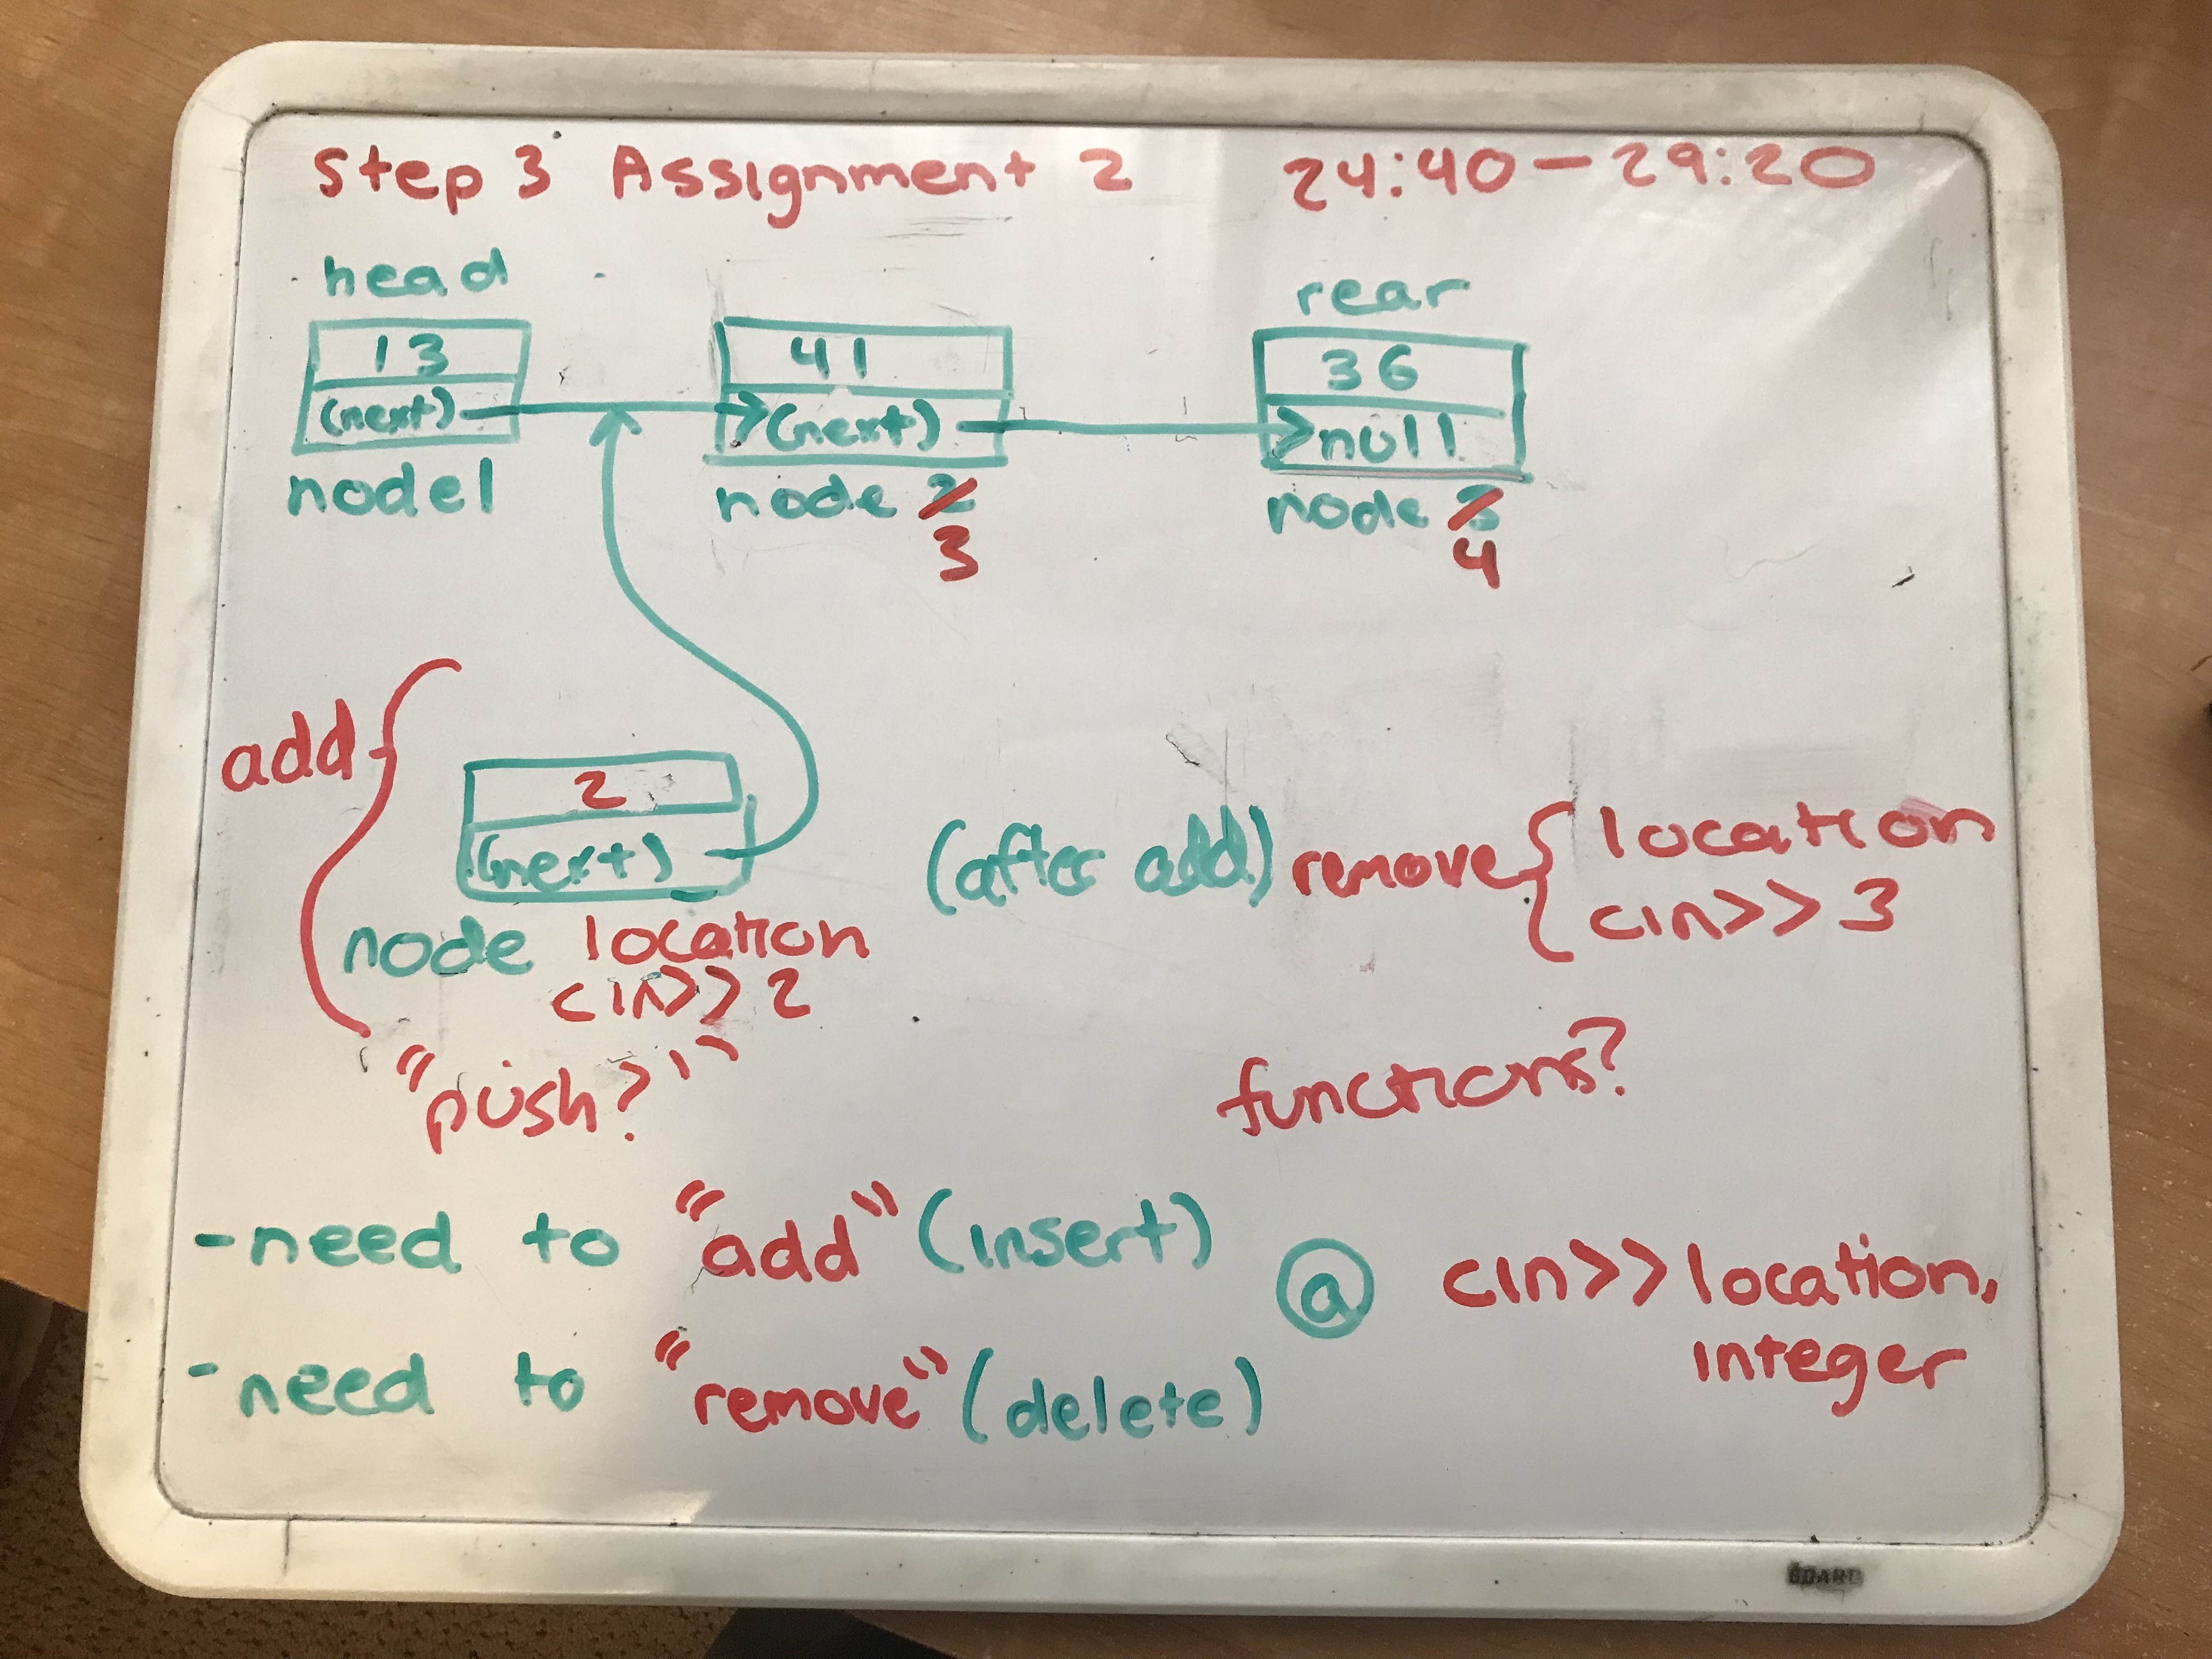 Step 3 Assignment 2 24:40 — 29:20
head
rear
13
41
36
(next)
(next)
null
node1
node 2
node 3
3
4
add
2
(next)
(after add) remove { location
cin>> 3
node location
cin>> 2
"push?"
functions?
- need to "add" (insert)
@ cin>> location,
integer
- need to "remove" (delete)
BOARD